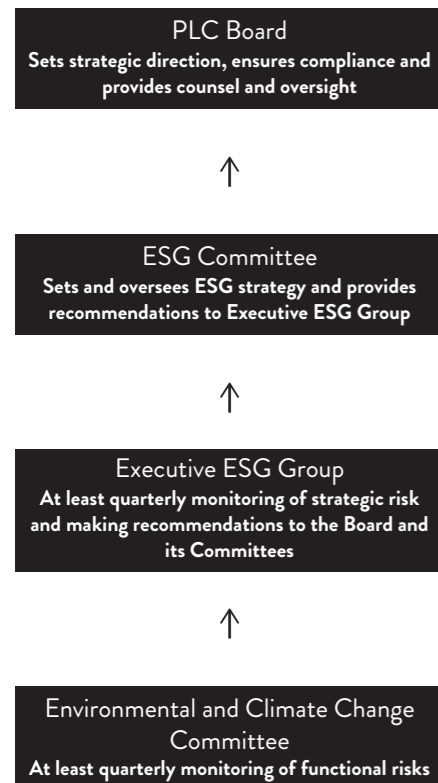 PLC Board
Sets strategic direction, ensures compliance and
provides counsel and oversight
ESG Committee
Sets and oversees ESG strategy and provides
recommendations to Executive ESG Group
Executive ESG Group
At least quarterly monitoring of strategic risk
and making recommendations to the Board and
its Committees
Environmental and Climate Change
Committee
At least quarterly monitoring of functional risks